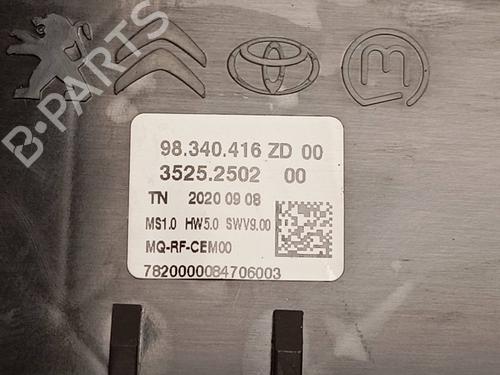 98.340.416 ZD 00
3525.2502 00
TN 2020 09 08
MS1.0 HW5.0 SWV9.00
MQ-RF-CEM00
7820000084706003
B-PARTS